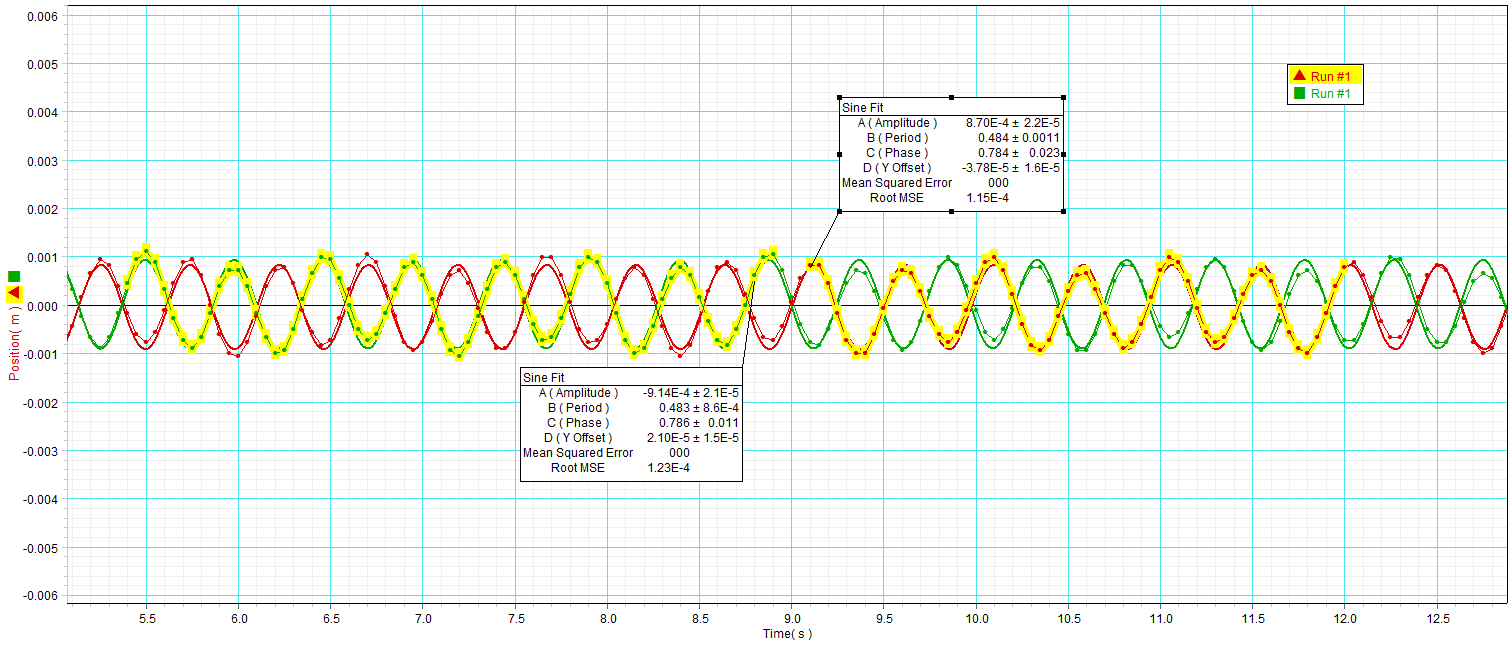 0.006
0.005
0.004
0.003
0.002
0.001
0.000
-0.001
-0.002
-0.003
-0.004
-0.005
-0.006
Position( m )
Run #1
Run #1
Sine Fit
A ( Amplitude ) 8.70E-4 ± 2.2E-5
B ( Period ) 0.484 ± 0.0011
C ( Phase ) 0.784 ± 0.023
D ( Y Offset ) -3.78E-5 ± 1.6E-5
Mean Squared Error 000
Root MSE 1.15E-4
Sine Fit
A ( Amplitude ) -9.14E-4 ± 2.1E-5
B ( Period ) 0.483 ± 8.6E-4
C ( Phase ) 0.786 ± 0.011
D ( Y Offset ) 2.10E-5 ± 1.5E-5
Mean Squared Error 000
Root MSE 1.23E-4
5.5 6.0 6.5 7.0 7.5 8.0 8.5 9.0 9.5 10.0 10.5 11.0 11.5 12.0 12.5
Time( s )